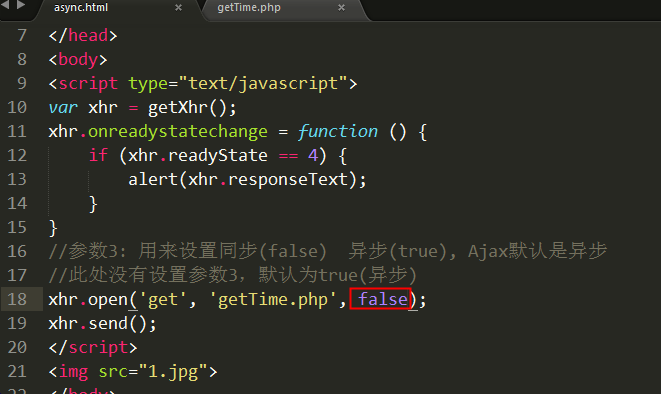 async.html × getTime.php ×
7 </head>
8 <body>
9 <script type="text/javascript">
10 var xhr = getXhr();
11 xhr.onreadystatechange = function () {
12 if (xhr.readyState == 4) {
13 alert(xhr.responseText);
14 }
15 }
16 //参数3: 用来设置同步(false) 异步(true), Ajax默认是异步
17 //此处没有设置参数3，默认为true(异步)
18 xhr.open('get', 'getTime.php', false);
19 xhr.send();
20 </script>
21 <img src="1.jpg">
22 </body>